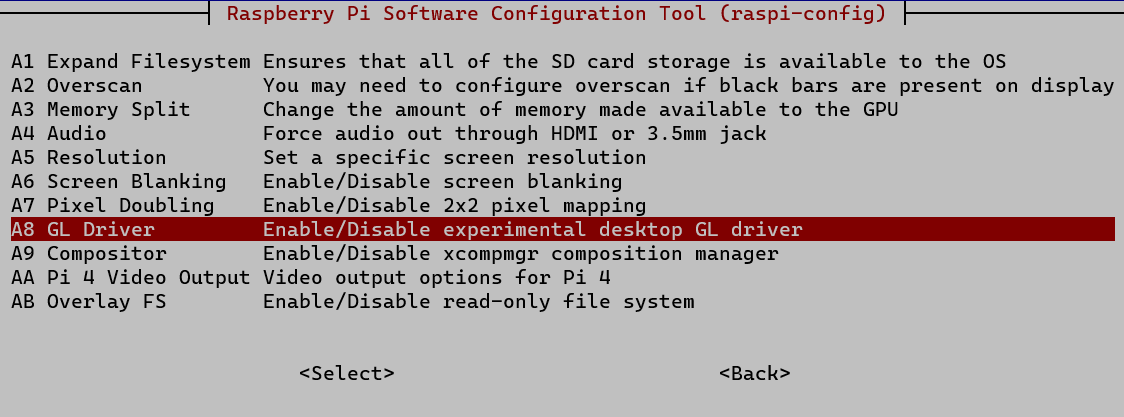 Raspberry Pi Software Configuration Tool (raspi-config)
A1 Expand Filesystem Ensures that all of the SD card storage is available to the OS
A2 Overscan You may need to configure overscan if black bars are present on display
A3 Memory Split Change the amount of memory made available to the GPU
A4 Audio Force audio out through HDMI or 3.5mm jack
A5 Resolution Set a specific screen resolution
A6 Screen Blanking Enable/Disable screen blanking
A7 Pixel Doubling Enable/Disable 2x2 pixel mapping
A8 GL Driver Enable/Disable experimental desktop GL driver
A9 Compositor Enable/Disable xcompmgr composition manager
AA Pi 4 Video Output Video output options for Pi 4
AB Overlay FS Enable/Disable read-only file system
<Select> <Back>